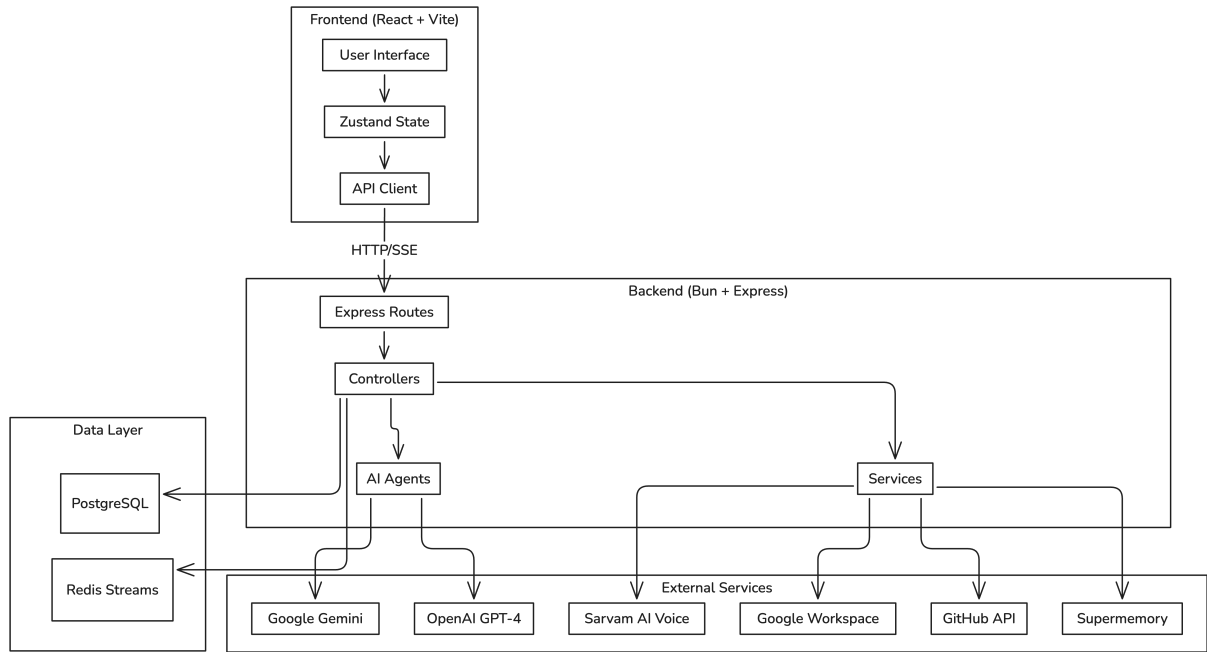 Frontend (React + Vite)
User Interface
Zustand State
API Client
HTTP/SSE
Backend (Bun + Express)
Express Routes
Controllers
Data Layer
PostgreSQL
Redis Streams
AI Agents
Services
External Services
Google Gemini
OpenAI GPT-4
Sarvam AI Voice
Google Workspace
GitHub API
Supermemory